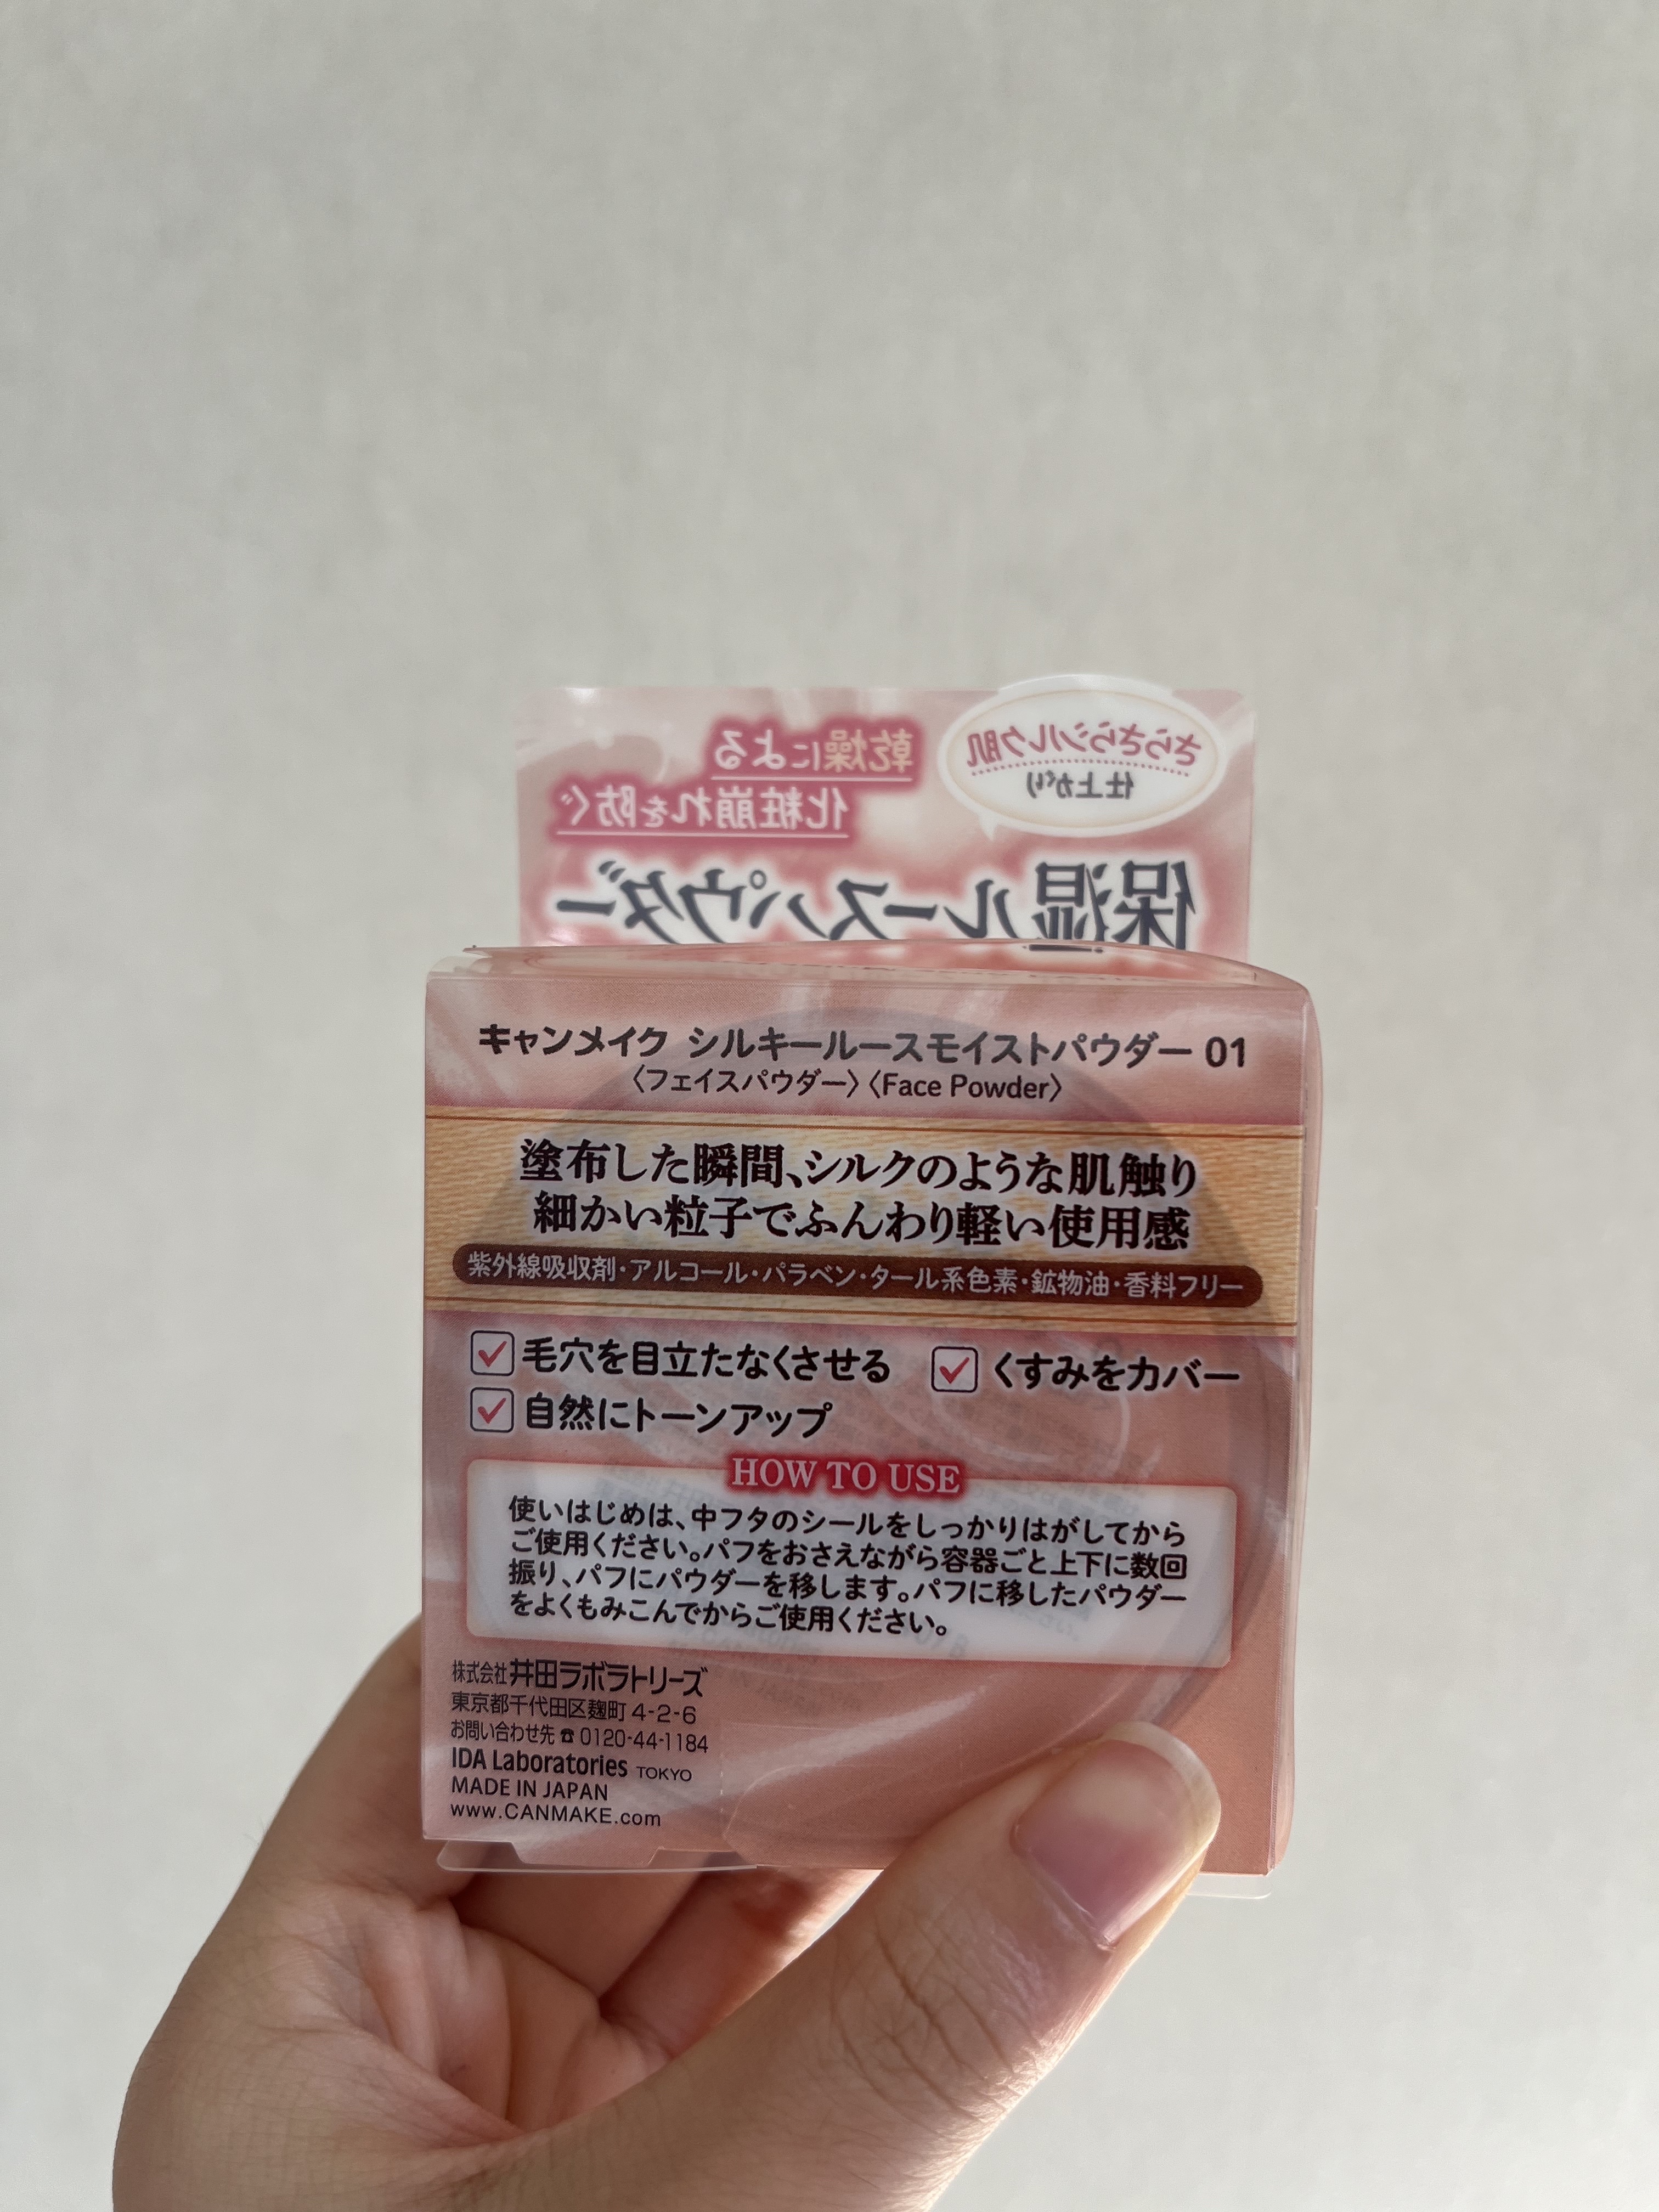 さらさらシルク肌
仕上がり
乾燥による
化粧崩れを防ぐ
保湿ルースパウダー
キャンメイク シルキールースモイストパウダー 01
〈フェイスパウダー〉〈Face Powder〉
塗布した瞬間、シルクのような肌触り
細かい粒子でふんわり軽い使用感
紫外線吸収剤・アルコール・パラベン・タール系色素・鉱物油・香料フリー
毛穴を目立たなくさせる
くすみをカバー
自然にトーンアップ
HOW TO USE
使いはじめは、中フタのシールをしっかりはがしてから
ご使用ください。パフをおさえながら容器ごと上下に数回
振り、パフにパウダーを移します。パフに移したパウダー
をよくもみこんでからご使用ください。
株式会社井田ラボラトリーズ
東京都千代田区麹町 4-2-6
お問い合わせ先 ☎ 0120-44-1184
IDA Laboratories TOKYO
MADE IN JAPAN
www.CANMAKE.com